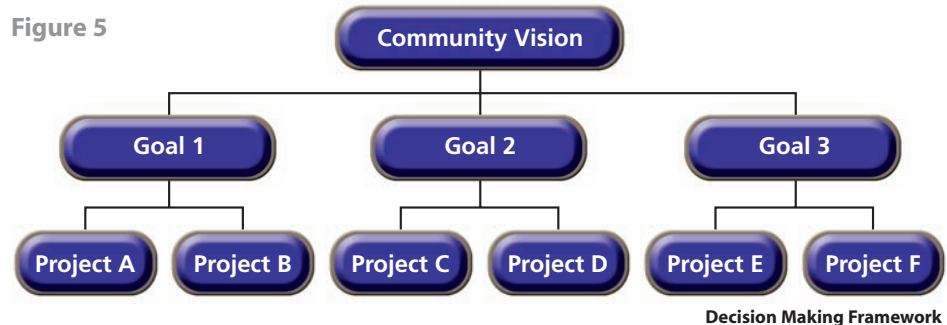 Figure 5
Community Vision
Goal 1
Goal 2
Goal 3
Project A
Project B
Project C
Project D
Project E
Project F
Decision Making Framework